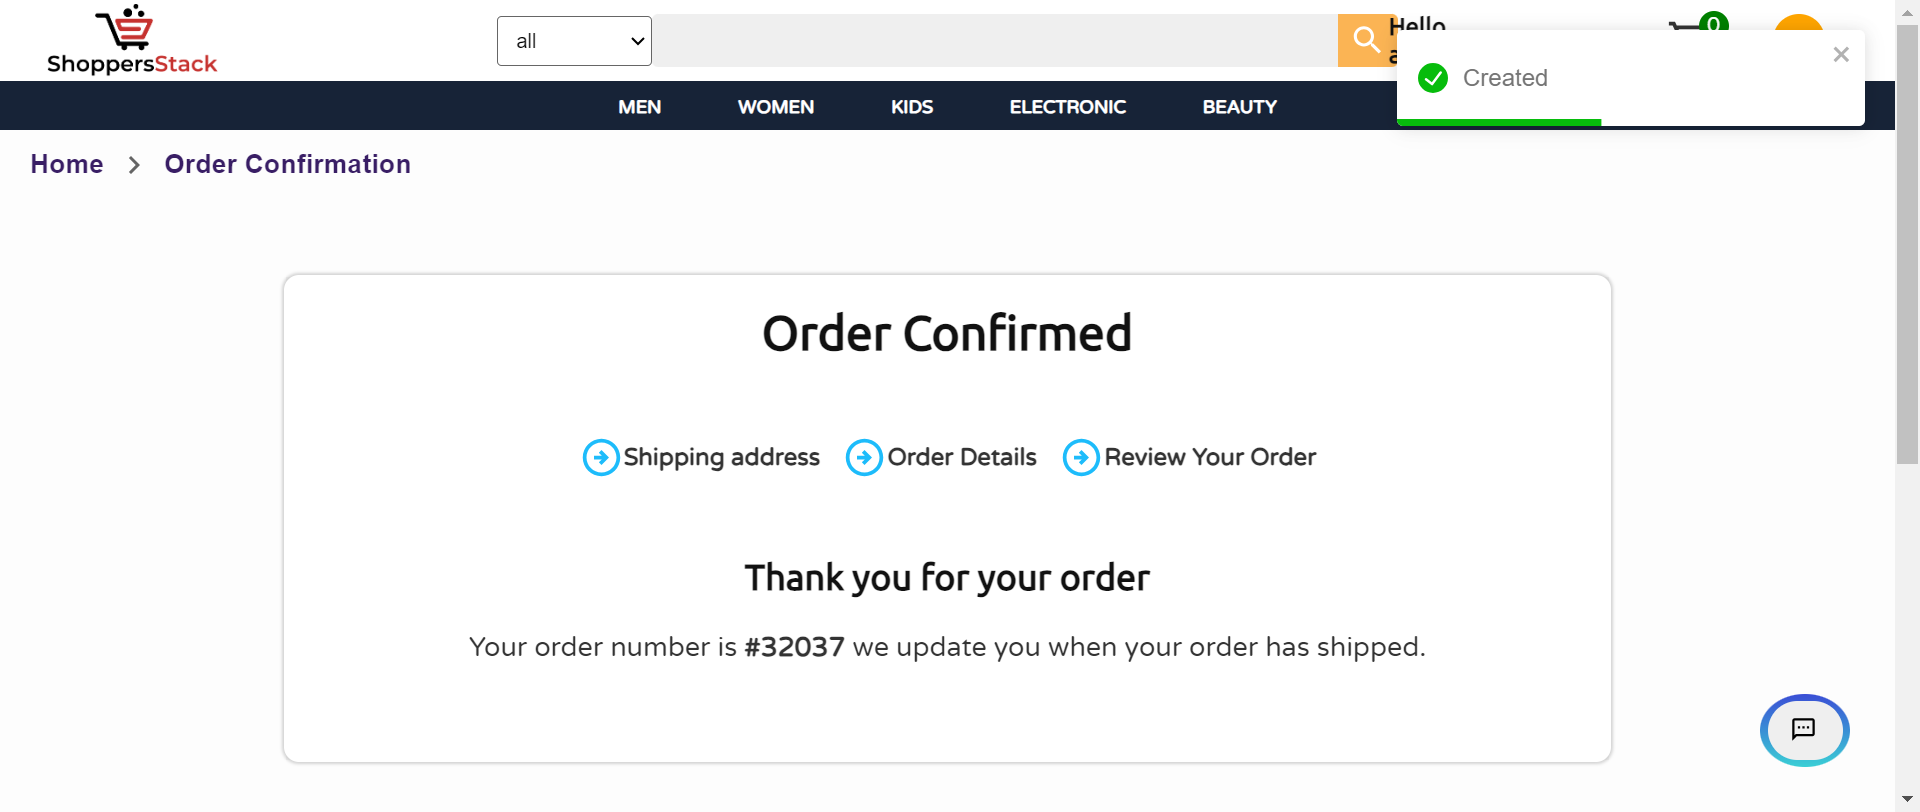 ShoppersStack
all
Hello
a
0
Created
MEN
WOMEN
KIDS
ELECTRONIC
BEAUTY
Home
Order Confirmation
Order Confirmed
Shipping address
Order Details
Review Your Order
Thank you for your order
Your order number is #32037 we update you when your order has shipped.